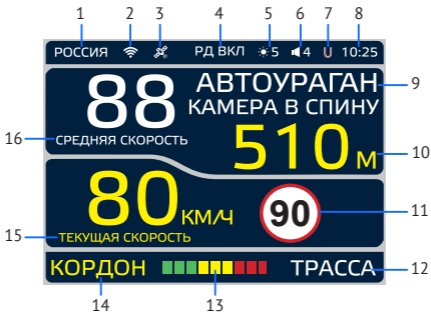 1 2 3 4 5 6 7 8
РОССИЯ РД ВКЛ 5 4 U 10:25
88 АВТОУРАГАН 9
КАМЕРА В СПИНУ
16 СРЕДНЯЯ СКОРОСТЬ 510 М 10
80 КМ/Ч 90 11
15 ТЕКУЩАЯ СКОРОСТЬ
КОРДОН ТРАССА 12
14 13